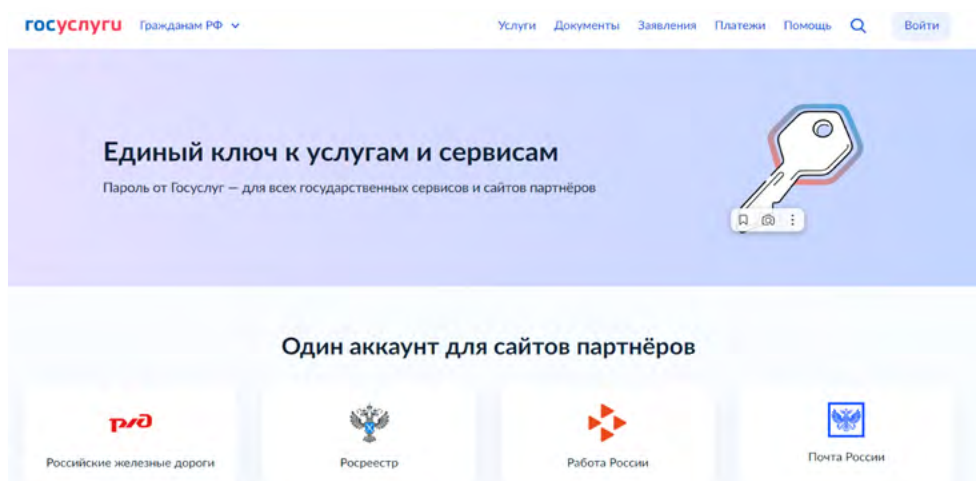 госуслуги Гражданам РФ Услуги Документы Заявления Платежи Помощь Войти
Единый ключ к услугам и сервисам
Пароль от Госуслуг — для всех государственных сервисов и сайтов партнёров
Один аккаунт для сайтов партнёров
ржд
Российские железные дороги Росреестр Работа России Почта России